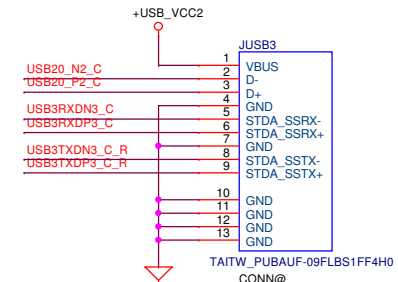 +USB_VCC2
JUSB3
1 VBUS
USB20_N2_C 2 D-
USB20_P2_C 3 D+
4 GND
USB3RXDN3_C 5 STDA_SSRX-
USB3RXDP3_C 6 STDA_SSRX+
7 GND
USB3TXDN3_C_R 8 STDA_SSTX-
USB3TXDP3_C_R 9 STDA_SSTX+
10 GND
11 GND
12 GND
13 GND
TAITW_PUBAUF-09FLBS1FF4H0
CONN@